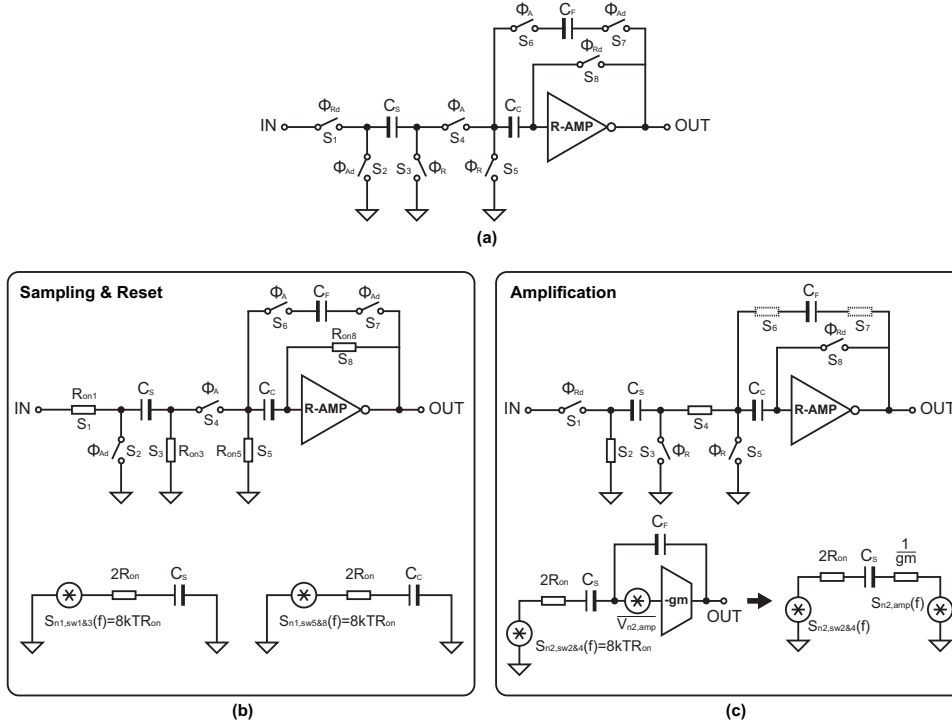 ΦA
CF
ΦAd
S6
S7
ΦRd
S8
ΦRd
CS
ΦA
CC
IN
S1
S4
R-AMP
OUT
ΦAd
S2
S3
ΦR
ΦR
S5
(a)
Sampling & Reset
ΦA
CF
ΦAd
S6
S7
Ron8
S8
Ron1
CS
ΦA
CC
IN
S1
S4
R-AMP
OUT
ΦAd
S2
S3
Ron3
Ron5
S5
2Ron
CS
Sn1,sw1&3(f)=8kTRon
2Ron
CC
Sn1,sw5&8(f)=8kTRon
(b)
Amplification
CF
S6
S7
ΦRd
S8
ΦRd
CS
CC
IN
S1
S4
R-AMP
OUT
S2
S3
ΦR
ΦR
S5
CF
2Ron
CS
-gm
Vn2,amp
OUT
Sn2,sw2&4(f)=8kTRon
2Ron
CS
1
gm
Sn2,amp(f)
Sn2,sw2&4(f)
(c)